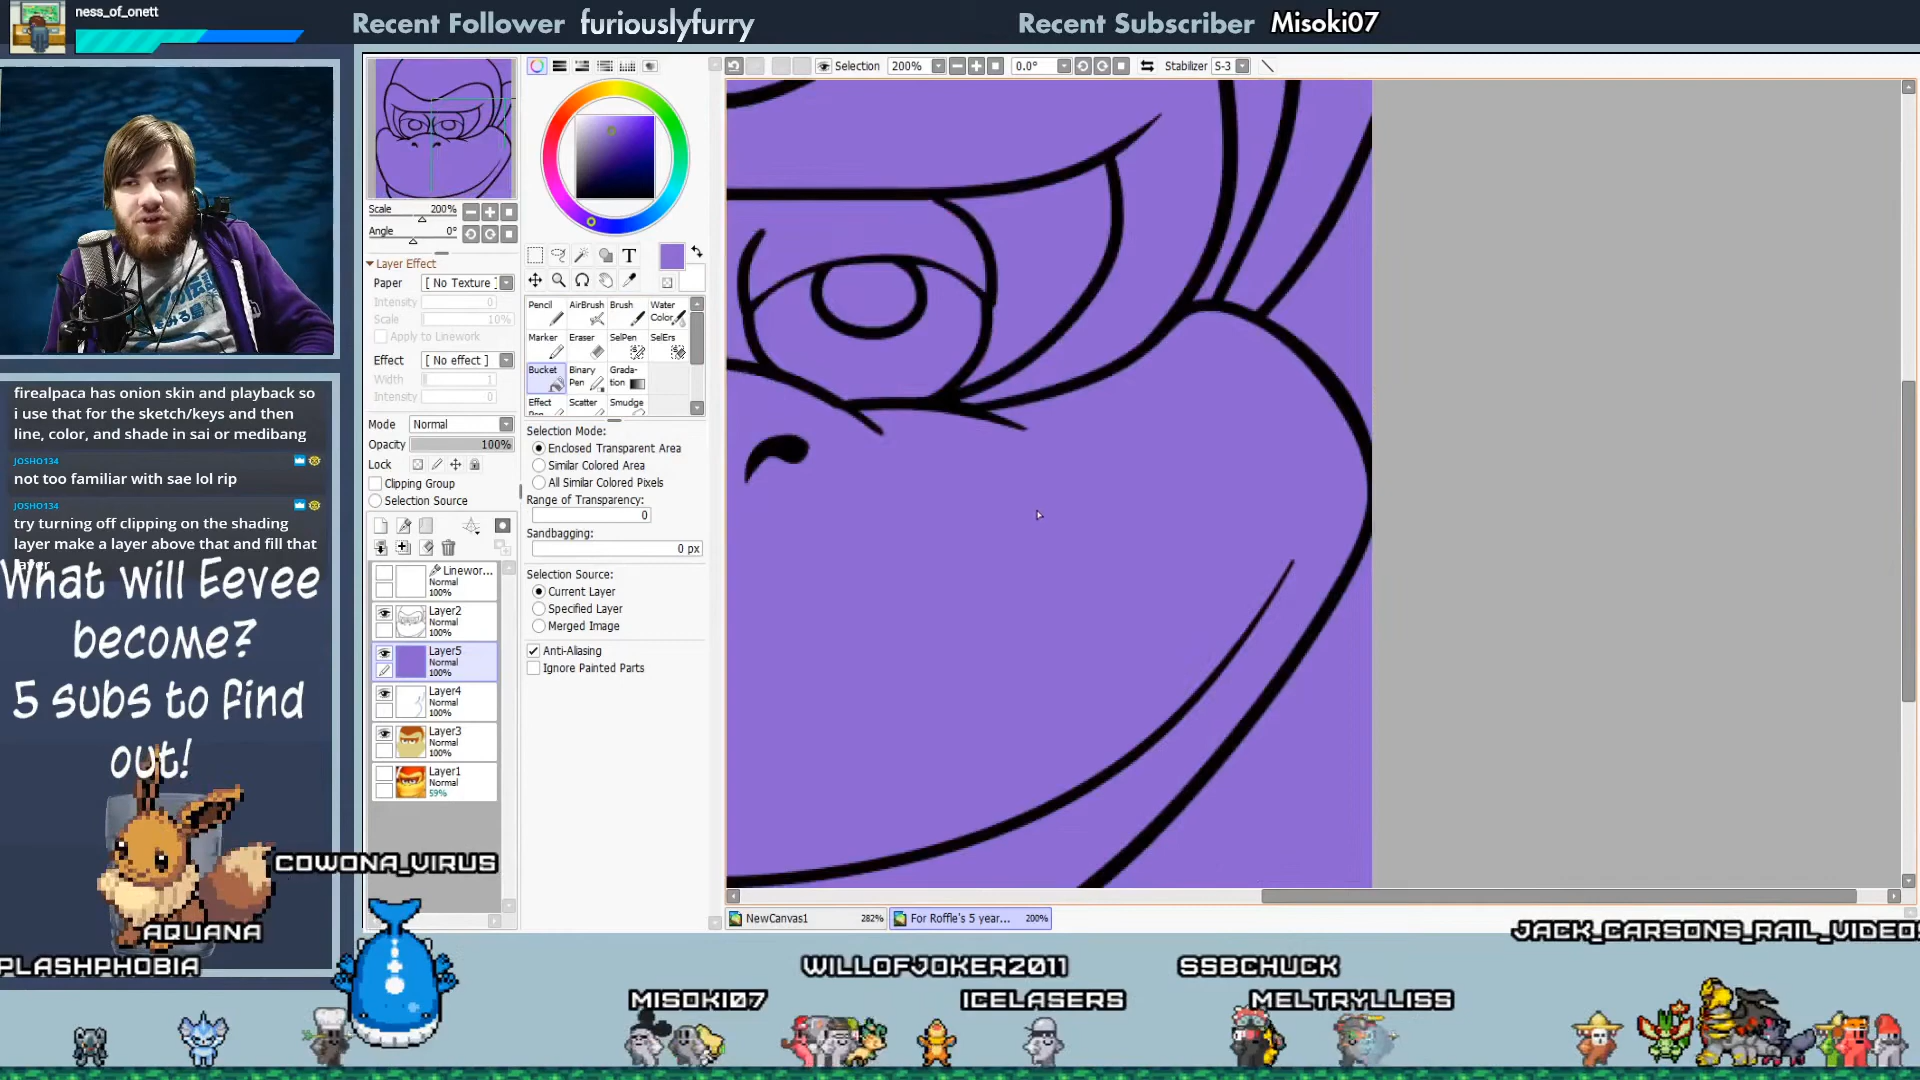 ness_of_onett
Recent Follower furiouslyfurry
Recent Subscriber Misoki07
Selection 200% 0.0° Stabilizer S-3
Scale 200%
Angle 0°
Layer Effect
Paper [ No Texture ]
Intensity 0
Scale 10%
Apply to Linework
Effect [ No effect ]
Width 1
Intensity 0
Mode Normal
Opacity 100%
Lock
Clipping Group
Selection Source
Linewor...
Normal
100%
Layer2
Normal
100%
Layer5
Normal
100%
Layer4
Normal
100%
Layer3
Normal
100%
Layer1
Normal
59%
T
Pencil AirBrush Brush Water Color
Marker Eraser SelPen SelErs
Bucket Binary Pen Grada-tion
Effect Scatter Smudge
Selection Mode:
Enclosed Transparent Area
Similar Colored Area
All Similar Colored Pixels
Range of Transparency:
0
Sandbagging:
0 px
Selection Source:
Current Layer
Specified Layer
Merged Image
Anti-Aliasing
Ignore Painted Parts
NewCanvas1 282%
For Roffle's 5 year... 200%
firealpaca has onion skin and playback so
i use that for the sketch/keys and then
line, color, and shade in sai or medibang
JOSHO134
not too familiar with sae lol rip
JOSHO134
try turning off clipping on the shading
layer make a layer above that and fill that
layer
What will Eevee
become?
5 subs to find
out!
COWONA_VIRUS
AQUANA
PLASHPHOBIA
MISOKI07
WILLOFJOKER2011
ICELASERS
SSBCHUCK
MELTRYLLISS
JACK_CARSONS_RAIL_VIDEOS